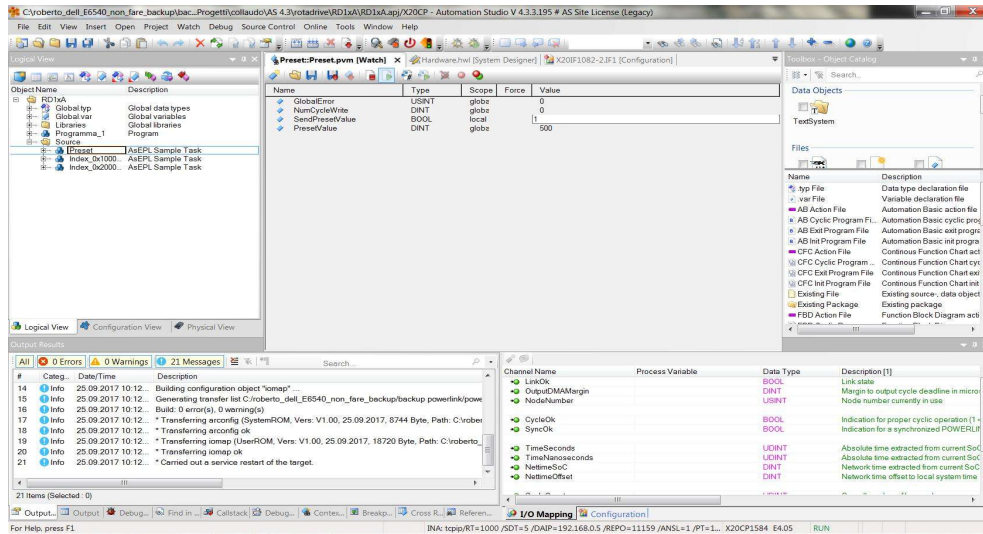 C:\roberto_dell_E6540_non_fare_backup\bac...Progetti\collaudo\AS 4.3\rotadrive\RD1xA\RD1xA.apj/X20CP - Automation Studio V 4.3.3.195 # AS Site License (Legacy)
File Edit View Insert Open Project Watch Debug Source Control Online Tools Window Help
Logical View
Preset::Preset.pvm [Watch] Hardware.hwl [System Designer] X20IF1082-2.IF1 [Configuration]
Toolbox - Object Catalog
Search...
Object Name Description
RD1xA
Global.typ Global data types
Global.var Global variables
Libraries Global libraries
Programma_1 Program
Source
Preset AsEPL Sample Task
Index_0x1000... AsEPL Sample Task
Index_0x2000... AsEPL Sample Task
Name Type Scope Force Value
GlobalError USINT globa 0
NumCycleWrite DINT globa 0
SendPresetValue BOOL local 1
PresetValue DINT globa 500
Data Objects
TextSystem
Files
Name Description
.typ File Data type declaration file
.var File Variable declaration file
AB Action File Automation Basic action file
AB Cyclic Program Fi... Automation Basic cyclic prog
AB Exit Program File Automation Basic exit progra
AB Init Program File Automation Basic init progra
CFC Action File Continous Function Chart act
CFC Cyclic Program ... Continous Function Chart cyc
CFC Exit Program File Continous Function Chart exi
CFC Init Program File Continous Function Chart init
Existing File Existing source-, data object
Existing Package Existing package
FBD Action File Function Block Diagram acti
Logical View Configuration View Physical View
Output Results
All 0 Errors 0 Warnings 21 Messages Search...
# Categ... Date/Time Description
14 Info 25.09.2017 10:12... Building configuration object "iomap" ...
15 Info 25.09.2017 10:12... Generating transfer list C:/roberto_dell_E6540_non_fare_backup/backup powerlink/powe
16 Info 25.09.2017 10:12... Build: 0 error(s), 0 warning(s)
17 Info 25.09.2017 10:12... * Transferring arconfig (SystemROM, Vers: V1.00, 25.09.2017, 8744 Byte, Path: C:\rober
18 Info 25.09.2017 10:12... * Transferring arconfig ok
19 Info 25.09.2017 10:12... * Transferring iomap (UserROM, Vers: V1.00, 25.09.2017, 18720 Byte, Path: C:\roberto_
20 Info 25.09.2017 10:12... * Transferring iomap ok
21 Info 25.09.2017 10:12... * Carried out a service restart of the target.
21 Items (Selected : 0)
Output... Output Debug... Find in ... Callstack Debug... Contex... Breakp... Cross R... Referen...
Channel Name Process Variable Data Type Description [1]
LinkOk BOOL Link state
OutputDMAMargin DINT Margin to output cycle deadline in micros
NodeNumber USINT Node number currently in use
CycleOk BOOL Indication for proper cyclic operation (1 =
SyncOk BOOL Indication for a synchronized POWERLIN
TimeSeconds UDINT Absolute time extracted from current SoC
TimeNanoseconds UDINT Absolute time extracted from current SoC
NettimeSoC DINT Network time extracted from current SoC
NettimeOffset DINT Network time offset to local system time
I/O Mapping Configuration
For Help, press F1
INA: tcpip/RT=1000 /SDT=5 /DAIP=192.168.0.5 /REPO=11159 /ANSL=1 /PT=1... X20CP1584 E4.05 RUN